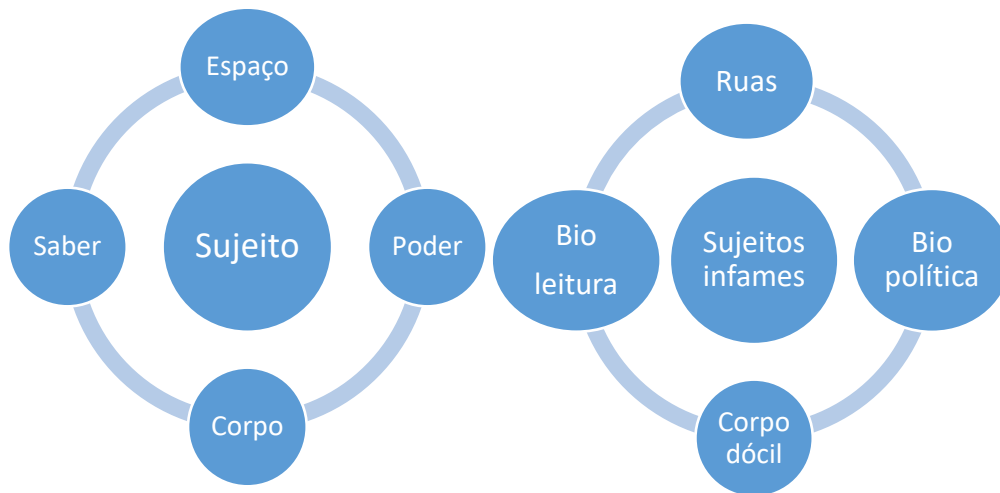 Espaço
Saber
Sujeito
Poder
Corpo
Ruas
Bio
leitura
Sujeitos
infames
Bio
política
Corpo
dócil